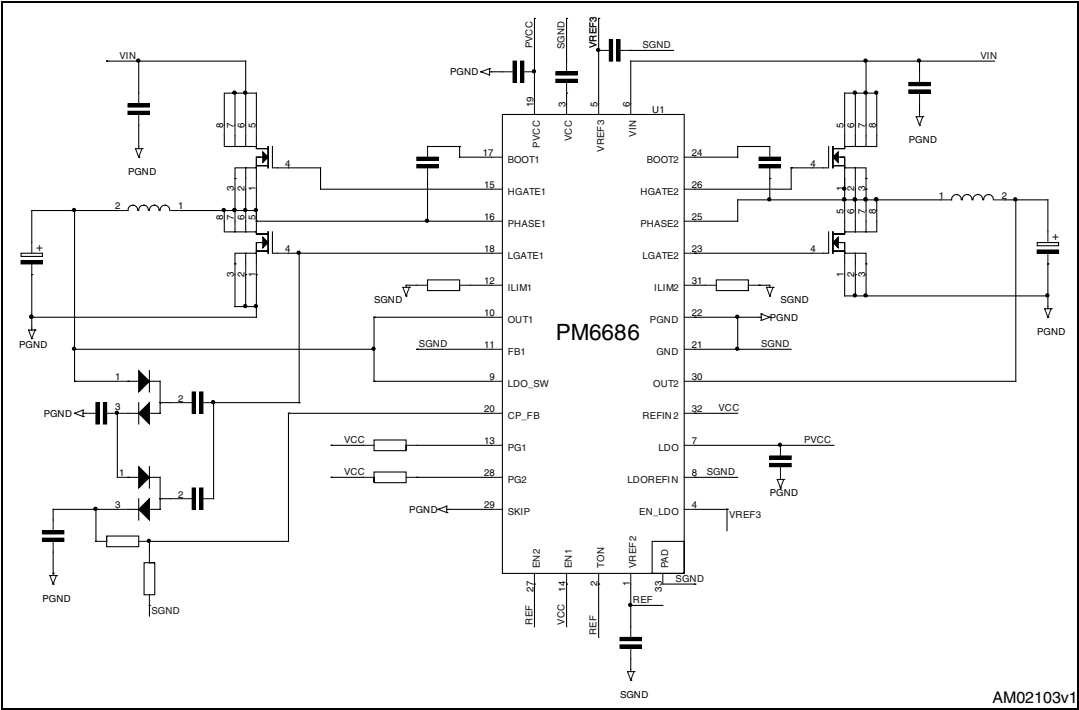 PVCC
SGND
VREF3
SGND
VIN
VIN
PGND
PGND
PGND
19
3
5
6
U1
PVCC
VCC
VREF3
VIN
8 7 6 5
5 6 7 8
17 BOOT1
BOOT2 24
4
4
15 HGATE1
HGATE2 26
3 2 1
1 2 3
2 1
1 2
16 PHASE1
PHASE2 25
8 7 6 5
5 6 7 8
+
+
4
4
18 LGATE1
LGATE2 23
3 2 1
1 2 3
12 ILIM1
ILIM2 31
SGND
SGND
10 OUT1
PGND 22
PGND
PGND
PGND
PM6686
SGND
11 FB1
GND 21
SGND
9 LDO_SW
OUT2 30
1
2
3
PGND
20 CP_FB
REFIN2 32
VCC
VCC
13 PG1
LDO 7
PVCC
VCC
28 PG2
LDOREFIN 8
SGND
PGND
1
2
3
PGND
29 SKIP
EN_LDO 4
VREF3
EN2
EN1
TON
VREF2
PAD
27
14
2
1
33
SGND
REF
VCC
REF
REF
PGND
SGND
SGND
AM02103v1